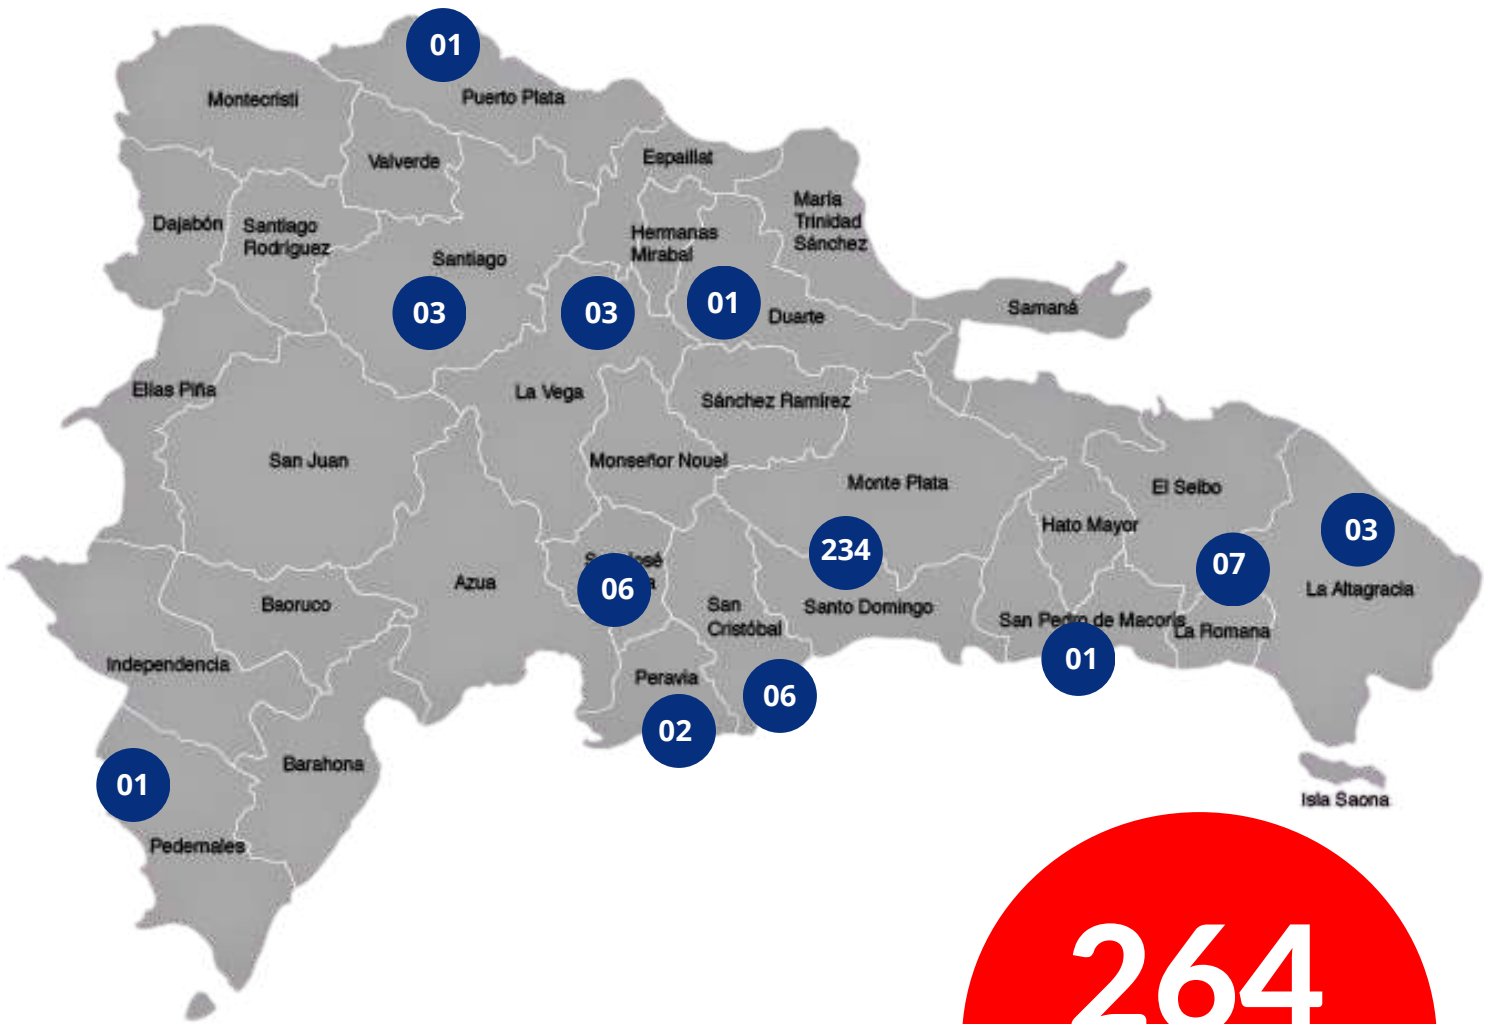 01
Puerto Plata
Montecristi
Valverde
Espaillat
Dajabón
Santiago
Rodríguez
María
Trinidad
Sánchez
Hermanas
Mirabal
Santiago
03
03
01
Duarte
Samaná
Elías Piña
La Vega
Sánchez Ramírez
San Juan
Monseñor Nouel
Monte Plata
El Seibo
Hato Mayor
03
234
07
06
Azua
La Altagracia
Baoruco
San
Cristóbal
Santo Domingo
San Pedro de Macorís
La Romana
01
Independencia
Peravia
06
02
Barahona
01
Pedernales
Isla Saona
264